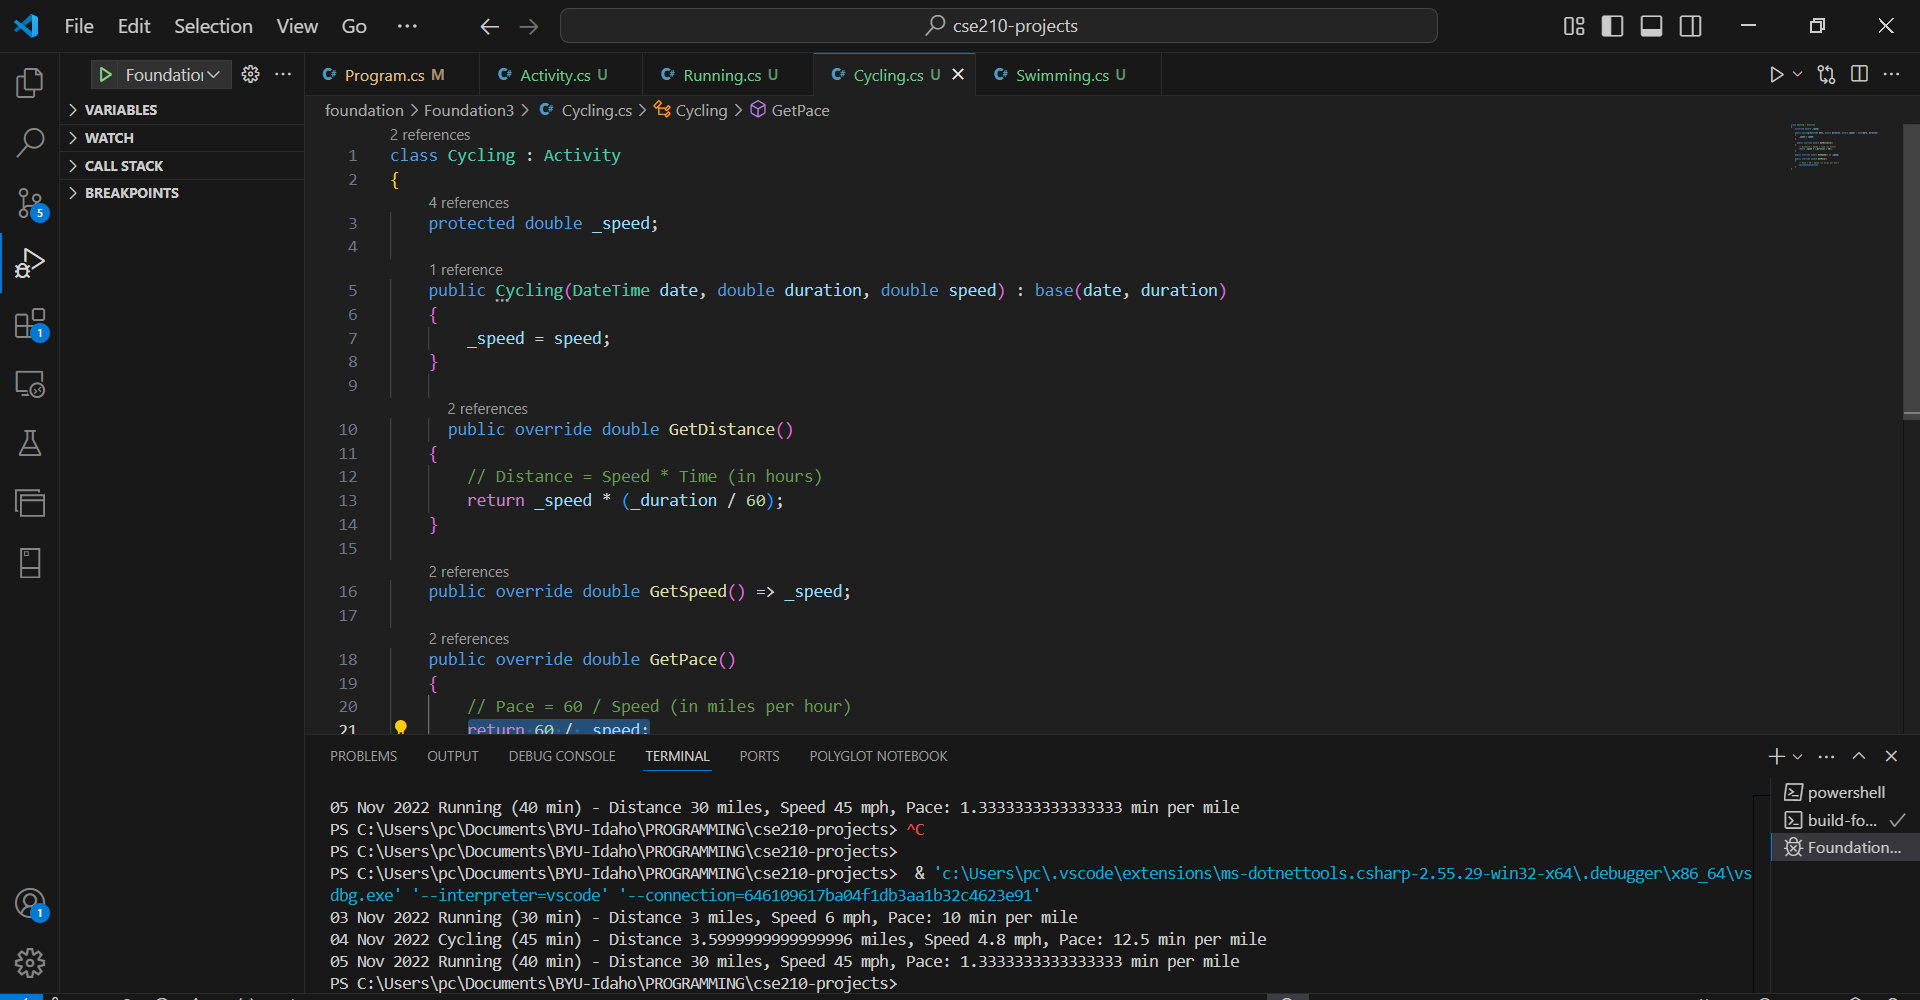 File Edit Selection View Go ··· cse210-projects
Foundation ··· Program.cs M Activity.cs U Running.cs U Cycling.cs U Swimming.cs U
VARIABLES
WATCH
CALL STACK
BREAKPOINTS
5
1
1
foundation > Foundation3 > Cycling.cs > Cycling > GetPace
2 references
1 class Cycling : Activity
2 {
4 references
3 protected double _speed;
4
1 reference
5 public Cycling(DateTime date, double duration, double speed) : base(date, duration)
6 {
7 _speed = speed;
8 }
9
2 references
10 public override double GetDistance()
11 {
12 // Distance = Speed * Time (in hours)
13 return _speed * (_duration / 60);
14 }
15
2 references
16 public override double GetSpeed() => _speed;
17
2 references
18 public override double GetPace()
19 {
20 // Pace = 60 / Speed (in miles per hour)
21 return 60 / _speed;
PROBLEMS OUTPUT DEBUG CONSOLE TERMINAL PORTS POLYGLOT NOTEBOOK
05 Nov 2022 Running (40 min) - Distance 30 miles, Speed 45 mph, Pace: 1.3333333333333333 min per mile
PS C:\Users\pc\Documents\BYU-Idaho\PROGRAMMING\cse210-projects> ^C
PS C:\Users\pc\Documents\BYU-Idaho\PROGRAMMING\cse210-projects>
PS C:\Users\pc\Documents\BYU-Idaho\PROGRAMMING\cse210-projects> & 'c:\Users\pc\.vscode\extensions\ms-dotnettools.csharp-2.55.29-win32-x64\.debugger\x86_64\vs
dbg.exe' '--interpreter=vscode' '--connection=646109617ba04f1db3aa1b32c4623e91'
03 Nov 2022 Running (30 min) - Distance 3 miles, Speed 6 mph, Pace: 10 min per mile
04 Nov 2022 Cycling (45 min) - Distance 3.5999999999999996 miles, Speed 4.8 mph, Pace: 12.5 min per mile
05 Nov 2022 Running (40 min) - Distance 30 miles, Speed 45 mph, Pace: 1.3333333333333333 min per mile
PS C:\Users\pc\Documents\BYU-Idaho\PROGRAMMING\cse210-projects>
powershell
build-fo...
Foundation...